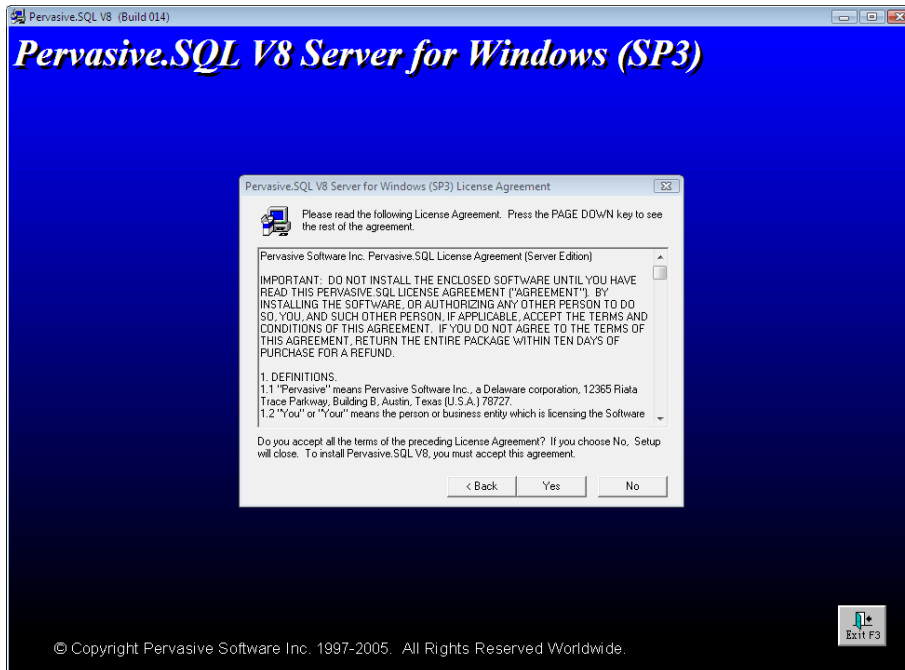 Pervasive.SQL V8 (Build 014)
Pervasive.SQL V8 Server for Windows (SP3)
Pervasive.SQL V8 Server for Windows (SP3) License Agreement
Please read the following License Agreement. Press the PAGE DOWN key to see
the rest of the agreement.
Pervasive Software Inc. Pervasive.SQL License Agreement (Server Edition)
IMPORTANT: DO NOT INSTALL THE ENCLOSED SOFTWARE UNTIL YOU HAVE
READ THIS PERVASIVE.SQL LICENSE AGREEMENT ("AGREEMENT"). BY
INSTALLING THE SOFTWARE, OR AUTHORIZING ANY OTHER PERSON TO DO
SO, YOU, AND SUCH OTHER PERSON, IF APPLICABLE, ACCEPT THE TERMS AND
CONDITIONS OF THIS AGREEMENT. IF YOU DO NOT AGREE TO THE TERMS OF
THIS AGREEMENT, RETURN THE ENTIRE PACKAGE WITHIN TEN DAYS OF
PURCHASE FOR A REFUND.
1. DEFINITIONS.
1.1 "Pervasive" means Pervasive Software Inc., a Delaware corporation, 12365 Riata
Trace Parkway, Building B, Austin, Texas (U.S.A.) 78727.
1.2 "You" or "Your" means the person or business entity which is licensing the Software
Do you accept all the terms of the preceding License Agreement? If you choose No, Setup
will close. To install Pervasive.SQL V8, you must accept this agreement.
< Back
Yes
No
Exit F3
© Copyright Pervasive Software Inc. 1997-2005. All Rights Reserved Worldwide.